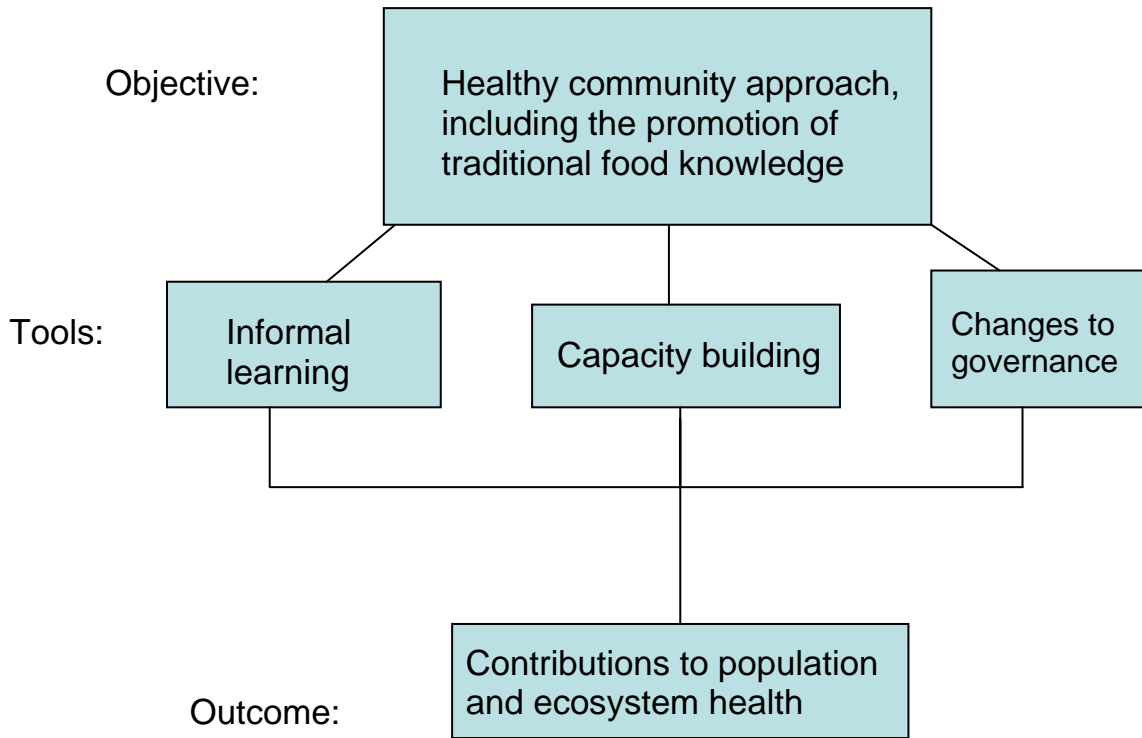 Objective:
Healthy community approach,
including the promotion of
traditional food knowledge
Tools:
Informal
learning
Capacity building
Changes to
governance
Outcome:
Contributions to population
and ecosystem health